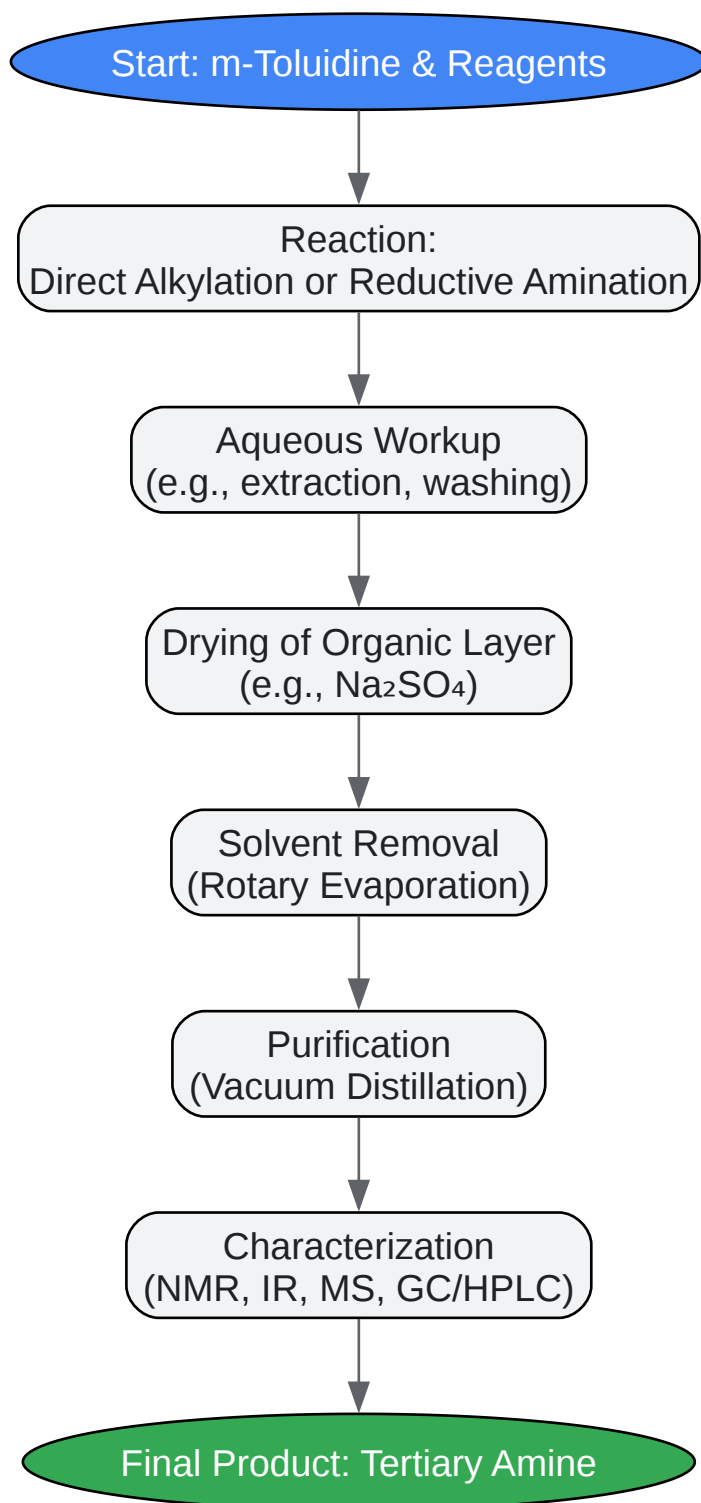 Start: m-Toluidine & Reagents
Reaction:
Direct Alkylation or Reductive Amination
Aqueous Workup
(e.g., extraction, washing)
Drying of Organic Layer
(e.g., Na₂SO₄)
Solvent Removal
(Rotary Evaporation)
Purification
(Vacuum Distillation)
Characterization
(NMR, IR, MS, GC/HPLC)
Final Product: Tertiary Amine